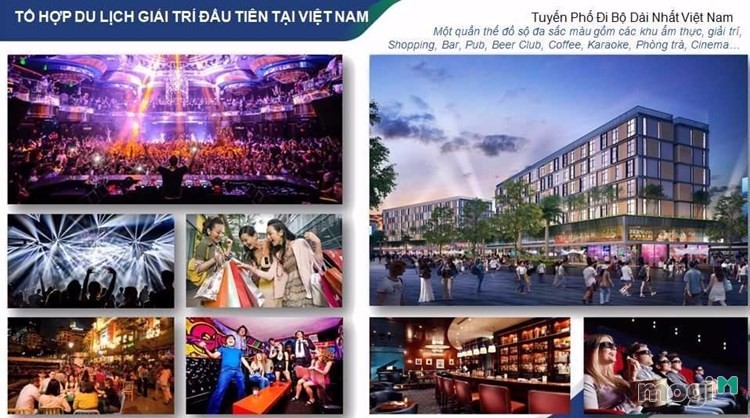 TỔ HỢP DU LỊCH GIẢI TRÍ ĐẦU TIÊN TẠI VIỆT NAM
Tuyến Phố Đi Bộ Dài Nhất Việt Nam
Một quần thể đồ sộ đa sắc màu gồm các khu ẩm thực, giải trí,
Shopping, Bar, Pub, Beer Club, Coffee, Karaoke, Phòng trà, Cinema…
mogi